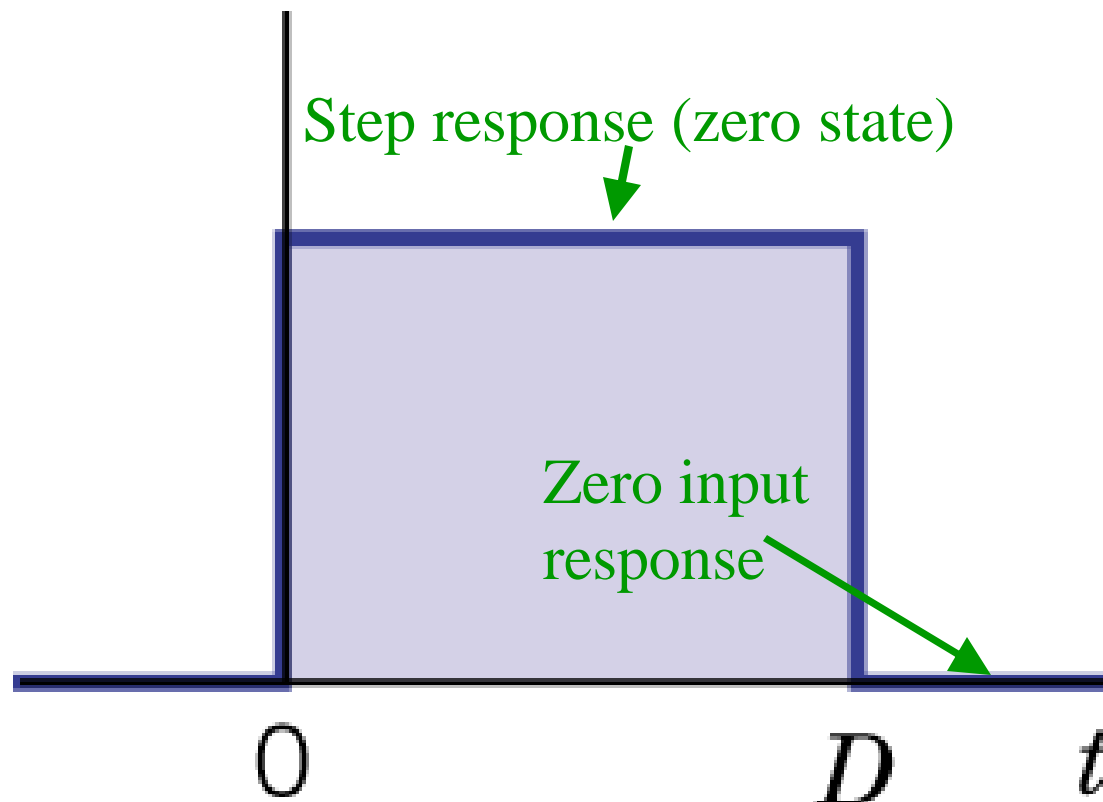 Step response (zero state)
Zero input
response
0
D
t